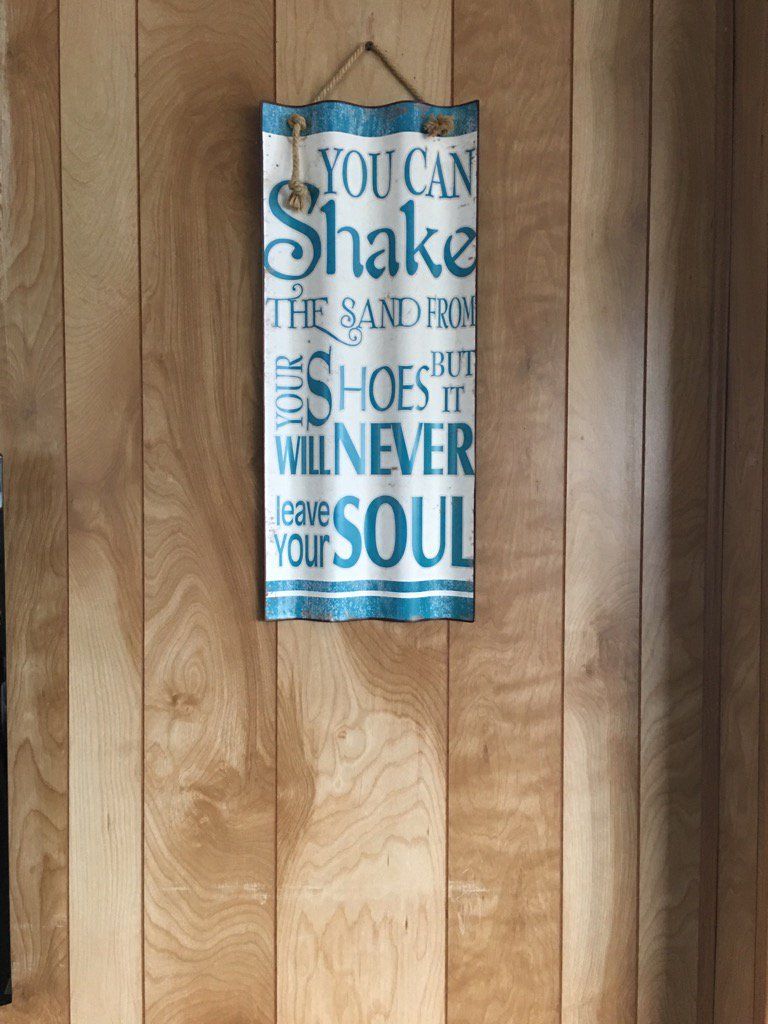 YOU CAN
Shake
THE SAND FROM
YOUR SHOES BUT IT
WILL NEVER
leave your SOUL